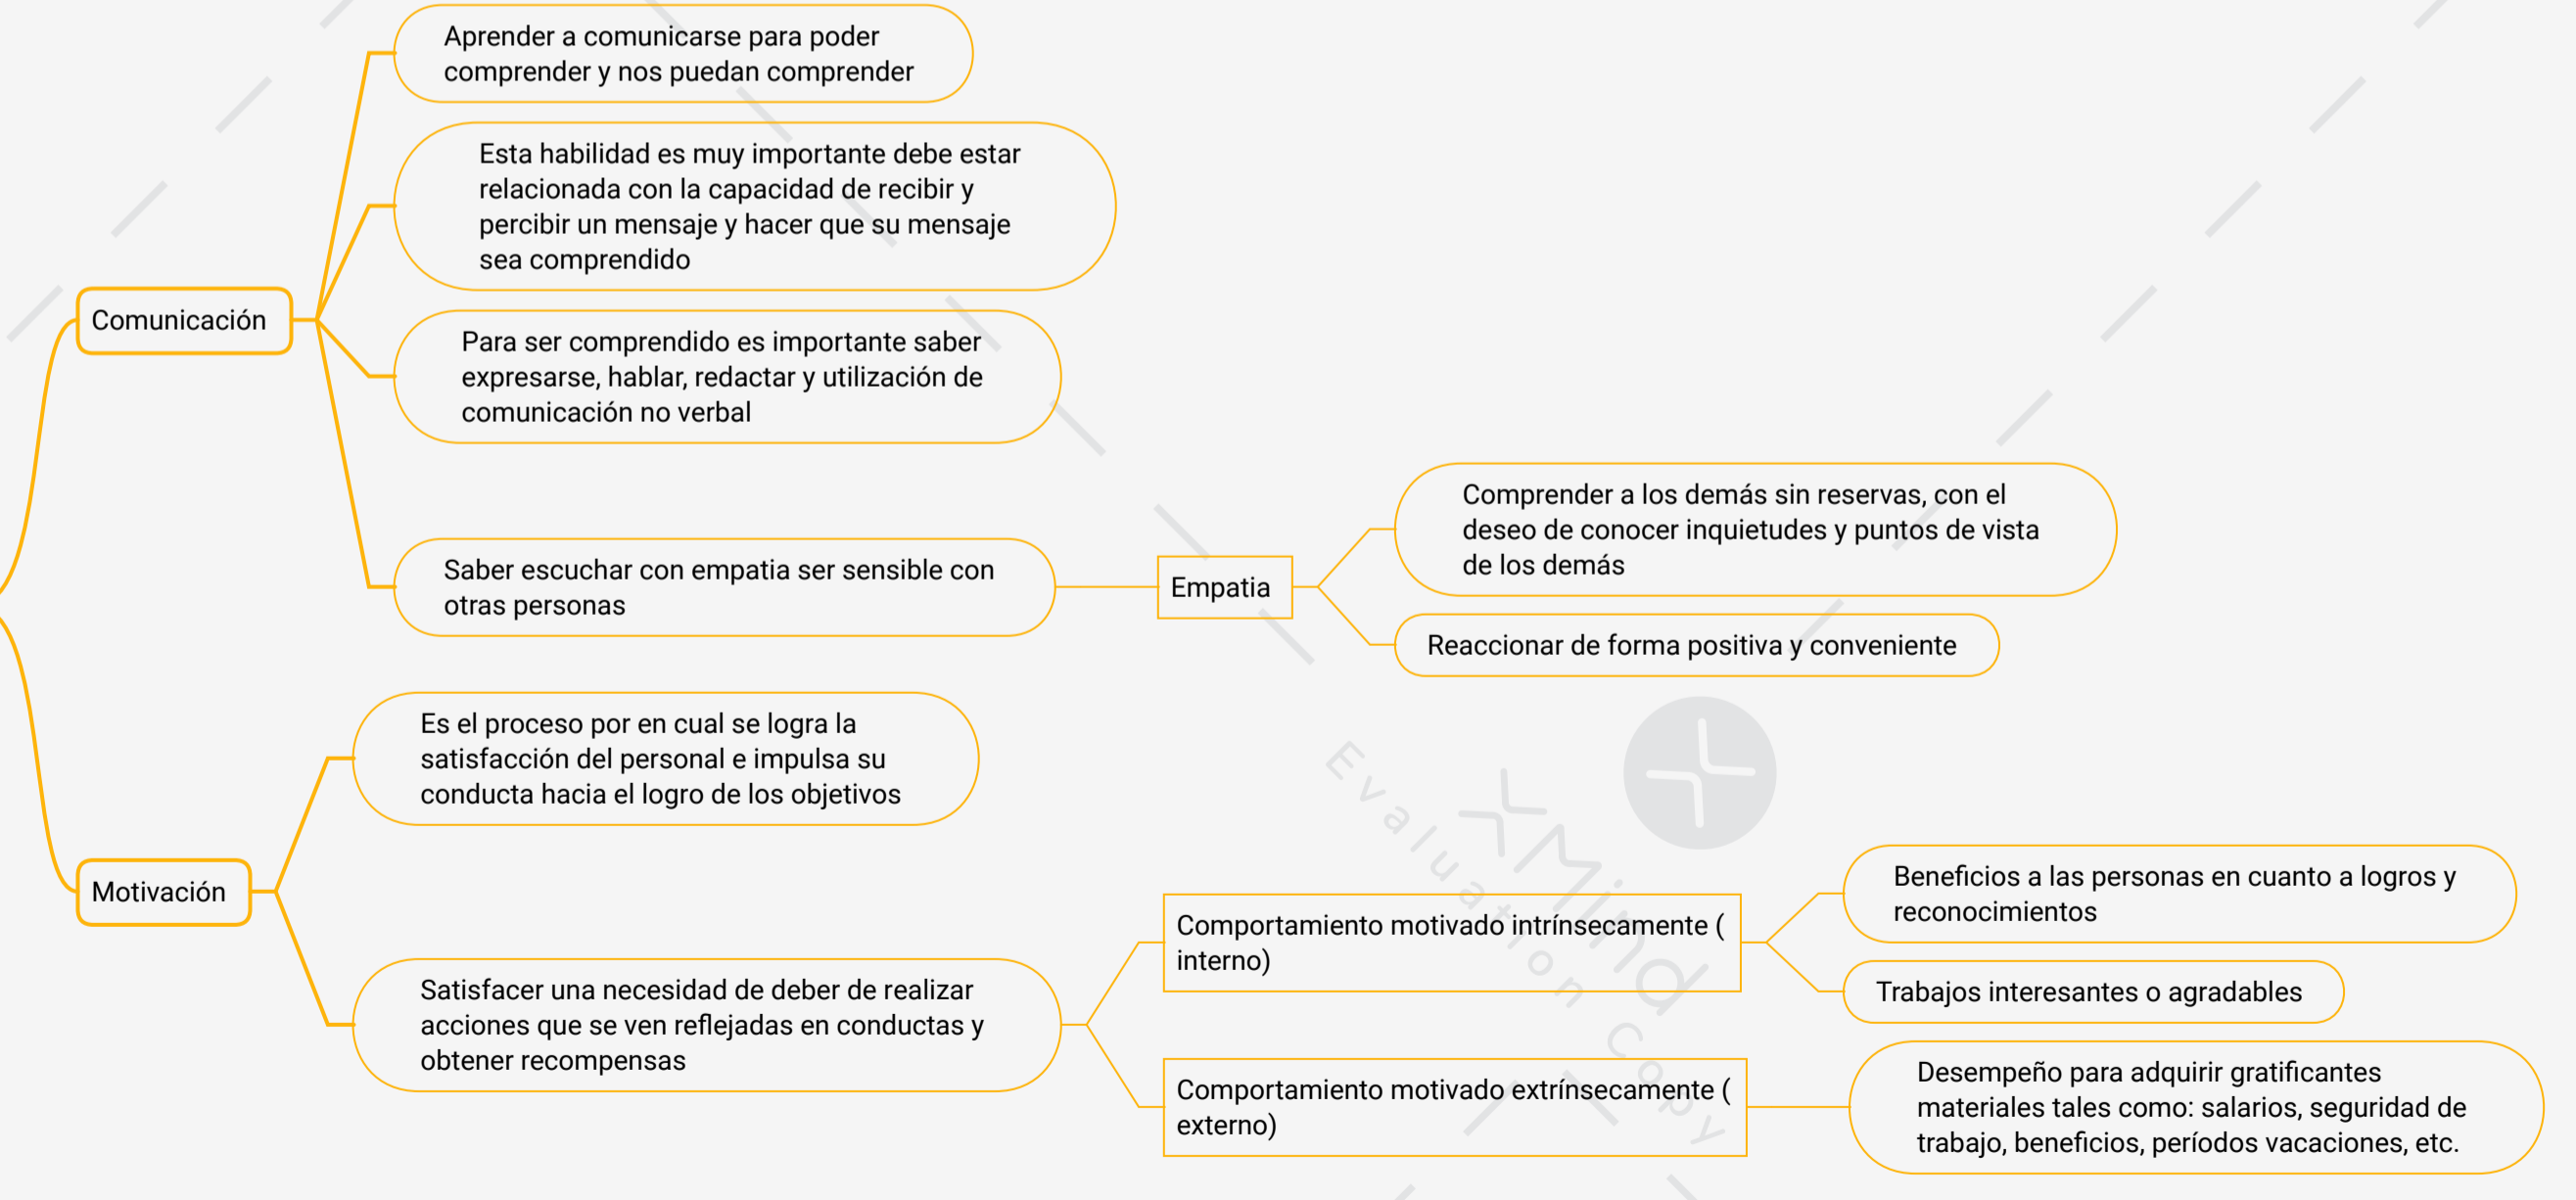 Aprender a comunicarse para poder
comprender y nos puedan comprender
Esta habilidad es muy importante debe estar
relacionada con la capacidad de recibir y
percibir un mensaje y hacer que su mensaje
sea comprendido
Comunicación
Para ser comprendido es importante saber
expresarse, hablar, redactar y utilización de
comunicación no verbal
Saber escuchar con empatia ser sensible con
otras personas
Empatia
Comprender a los demás sin reservas, con el
deseo de conocer inquietudes y puntos de vista
de los demás
Reaccionar de forma positiva y conveniente
Motivación
Es el proceso por en cual se logra la
satisfacción del personal e impulsa su
conducta hacia el logro de los objetivos
Satisfacer una necesidad de deber de realizar
acciones que se ven reflejadas en conductas y
obtener recompensas
Comportamiento motivado intrínsecamente (
interno)
Beneficios a las personas en cuanto a logros y
reconocimientos
Trabajos interesantes o agradables
Comportamiento motivado extrínsecamente (
externo)
Desempeño para adquirir gratificantes
materiales tales como: salarios, seguridad de
trabajo, beneficios, períodos vacaciones, etc.
XMind
Evaluation Copy